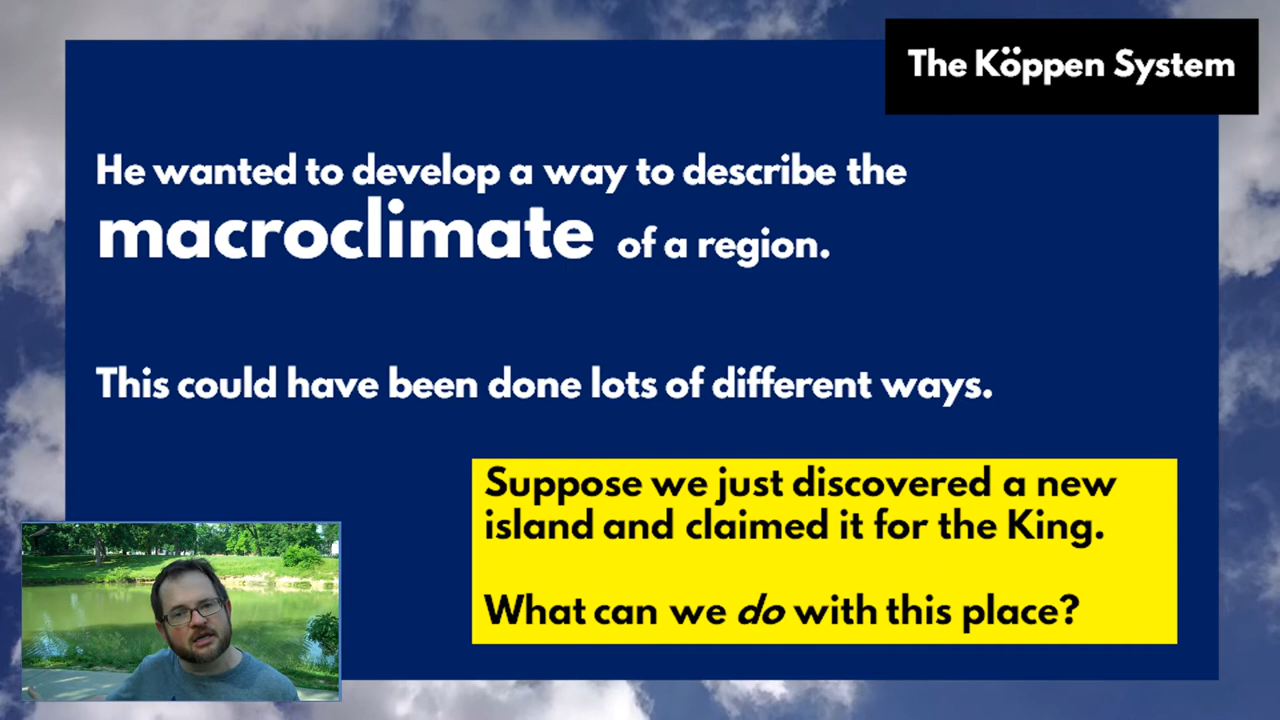 The Köppen System
He wanted to develop a way to describe the
macroclimate of a region.
This could have been done lots of different ways.
Suppose we just discovered a new
island and claimed it for the King.
What can we do with this place?